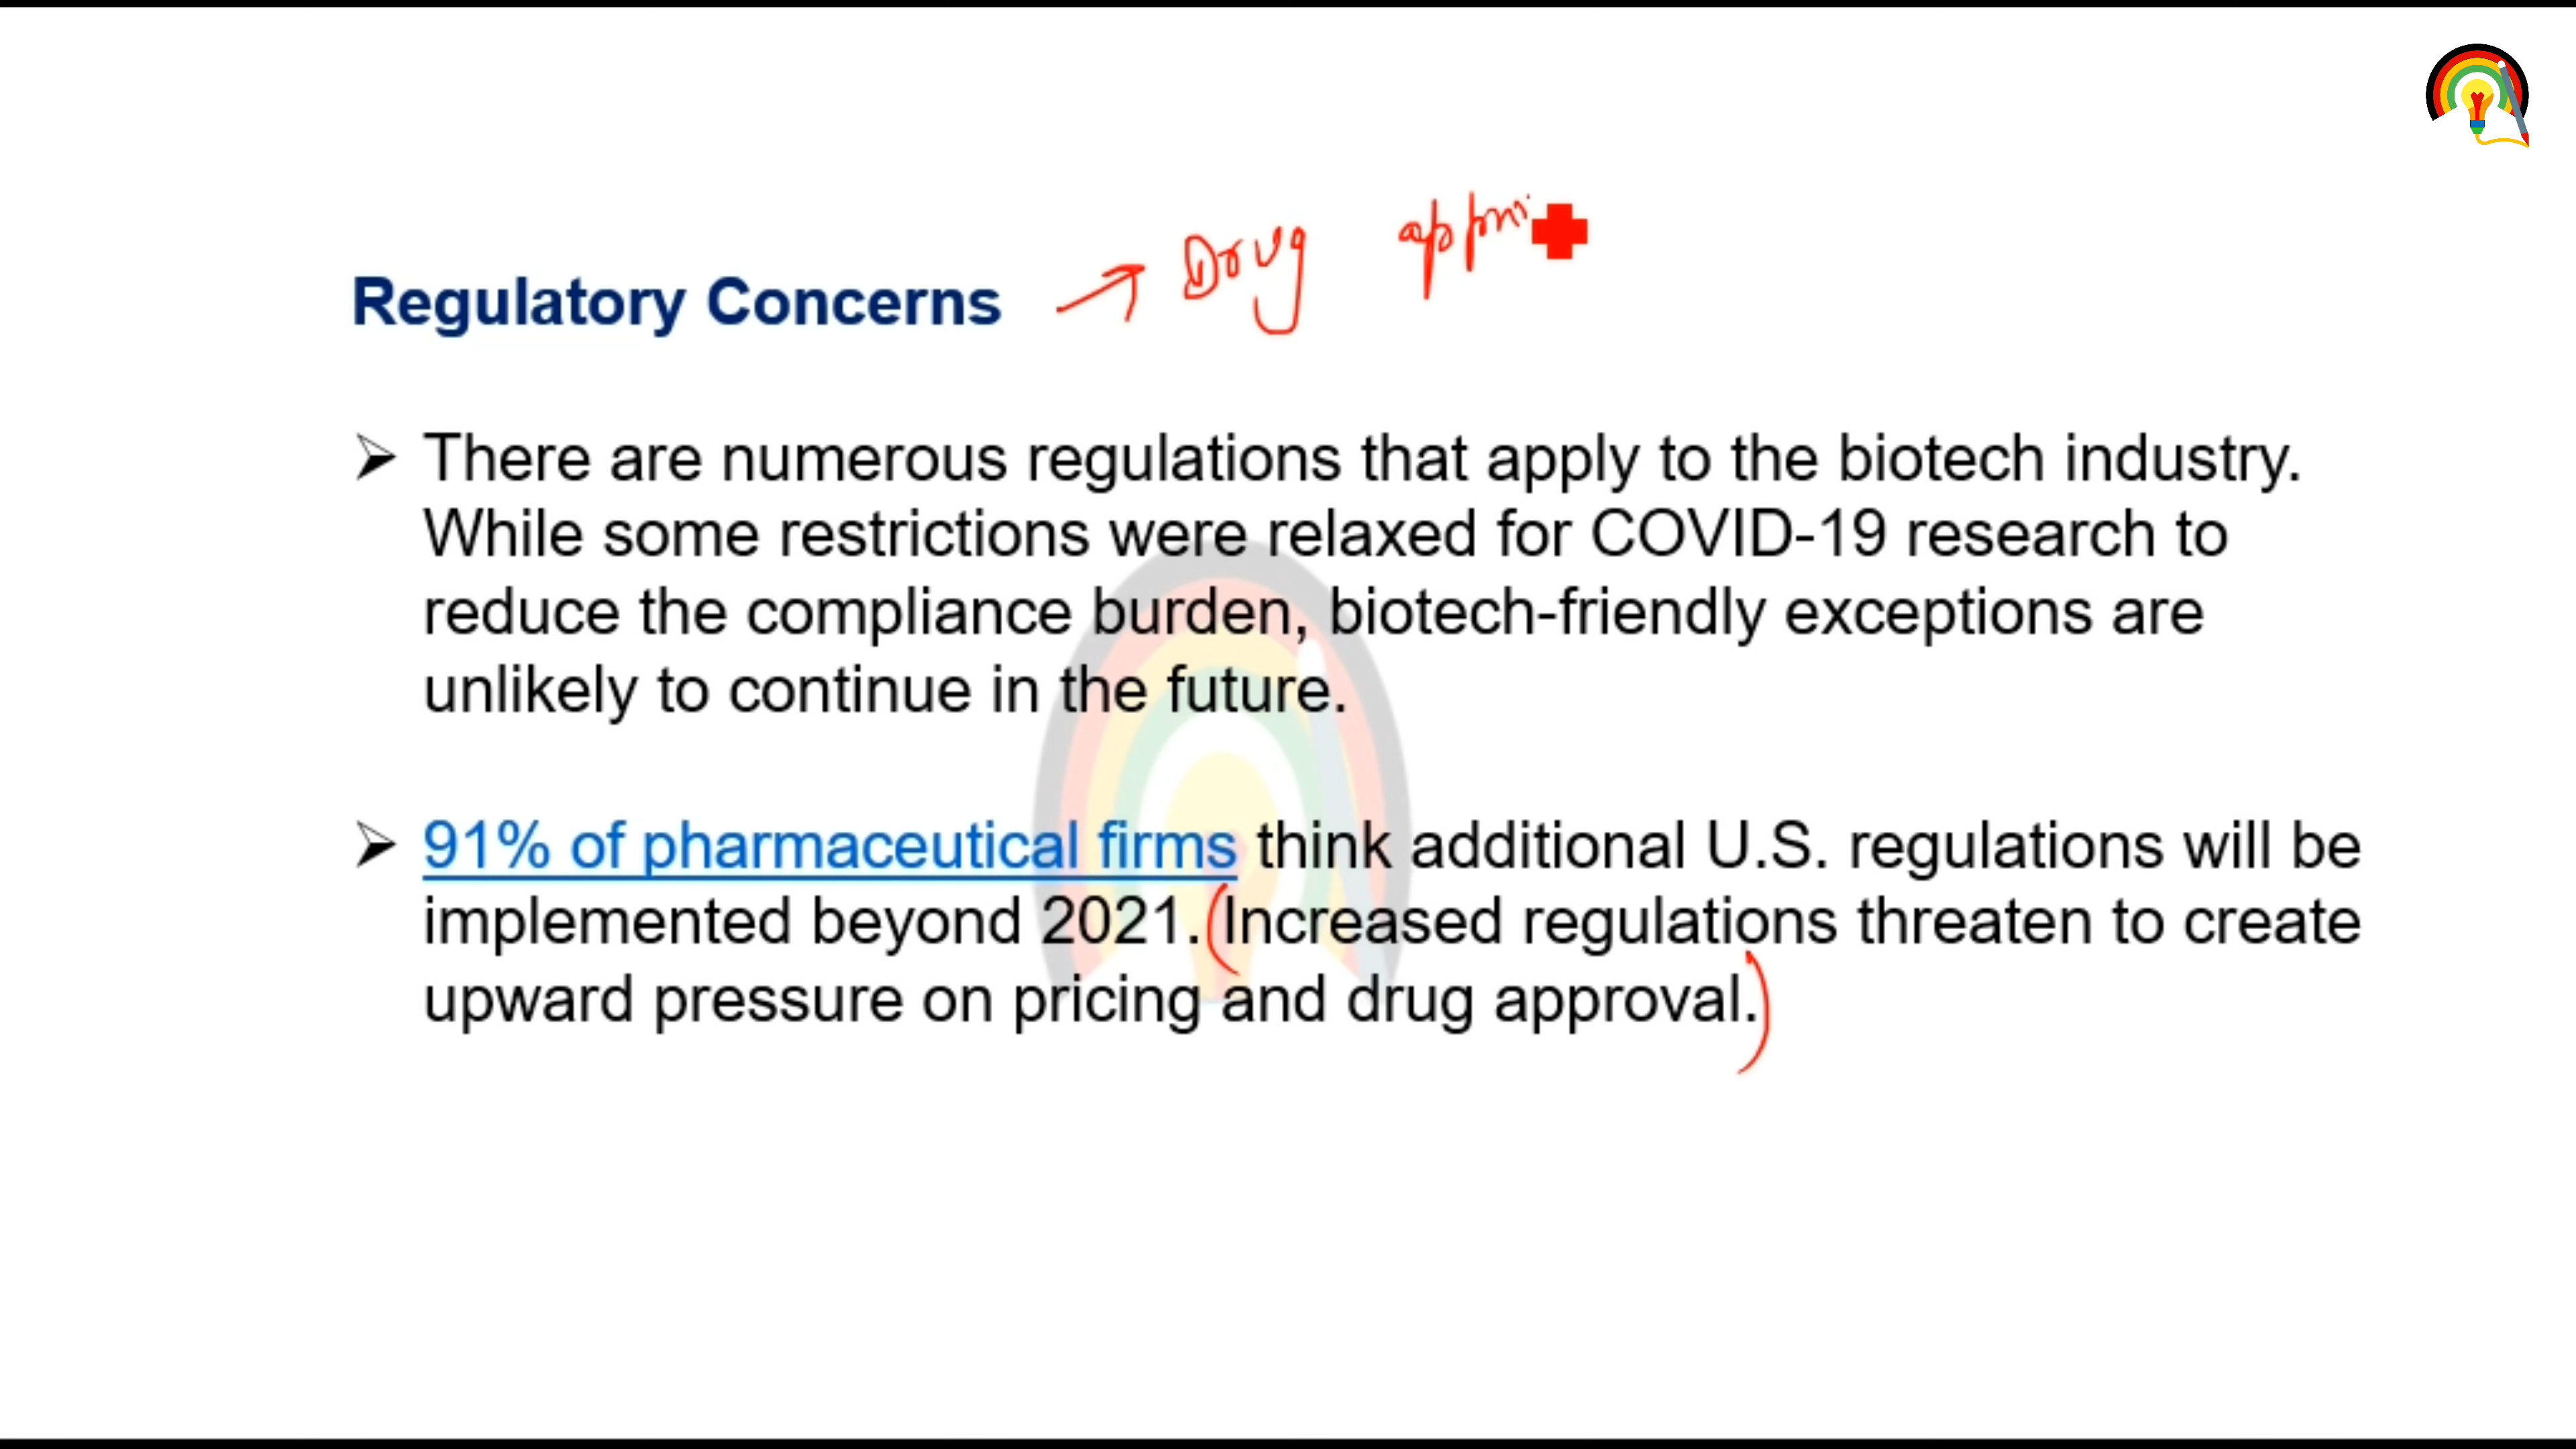 Drug
Regulatory Concerns
There are numerous regulations that apply to the biotech industry.
While some restrictions were relaxed for COVID-19 research to
reduce the compliance burden, biotech-friendly exceptions are
unlikely to continue in the future.
91% of pharmaceutical firms think additional U.S. regulations will be
implemented beyond 2021. (Increased regulations threaten to create
upward pressure on pricing and drug approval.)